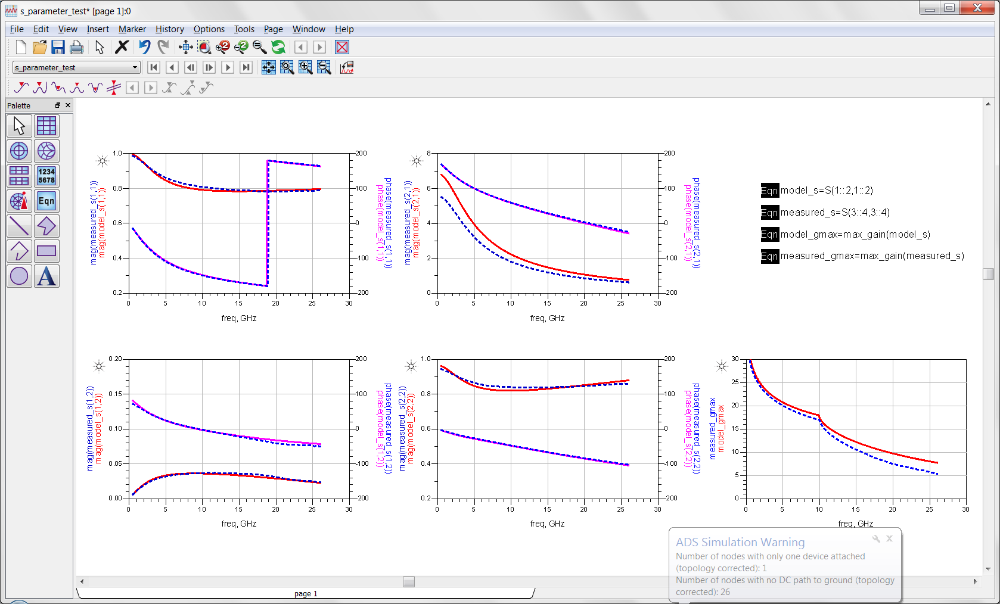 s_parameter_test* [page 1]:0
File Edit View Insert Marker History Options Tools Page Window Help
s_parameter_test
Palette
1234
5678
Eqn
A
mag(measured_s(1,1))
mag(model_s(1,1))
1.0
0.8
0.6
0.4
0.2
200
100
0
-100
-200
0 5 10 15 20 25 30
freq, GHz
phase(measured_s(1,1))
phase(model_s(1,1))
mag(measured_s(2,1))
mag(model_s(2,1))
8
6
4
2
0
200
100
0
-100
-200
0 5 10 15 20 25 30
freq, GHz
phase(measured_s(2,1))
phase(model_s(2,1))
Eqn model_s=S(1::2,1::2)
Eqn measured_s=S(3::4,3::4)
Eqn model_gmax=max_gain(model_s)
Eqn measured_gmax=max_gain(measured_s)
mag(measured_s(1,2))
mag(model_s(1,2))
0.20
0.15
0.10
0.05
0.00
200
100
0
-100
-200
0 5 10 15 20 25 30
freq, GHz
phase(measured_s(1,2))
phase(model_s(1,2))
mag(measured_s(2,2))
mag(model_s(2,2))
1.0
0.8
0.6
0.4
0.2
200
100
0
-100
-200
0 5 10 15 20 25 30
freq, GHz
phase(measured_s(2,2))
phase(model_s(2,2))
measured_gmax
model_gmax
30
25
20
15
10
5
0
0 5 10 15 20 25 30
freq, GHz
ADS Simulation Warning
Number of nodes with only one device attached
(topology corrected): 1
Number of nodes with no DC path to ground (topology
corrected): 26
page 1